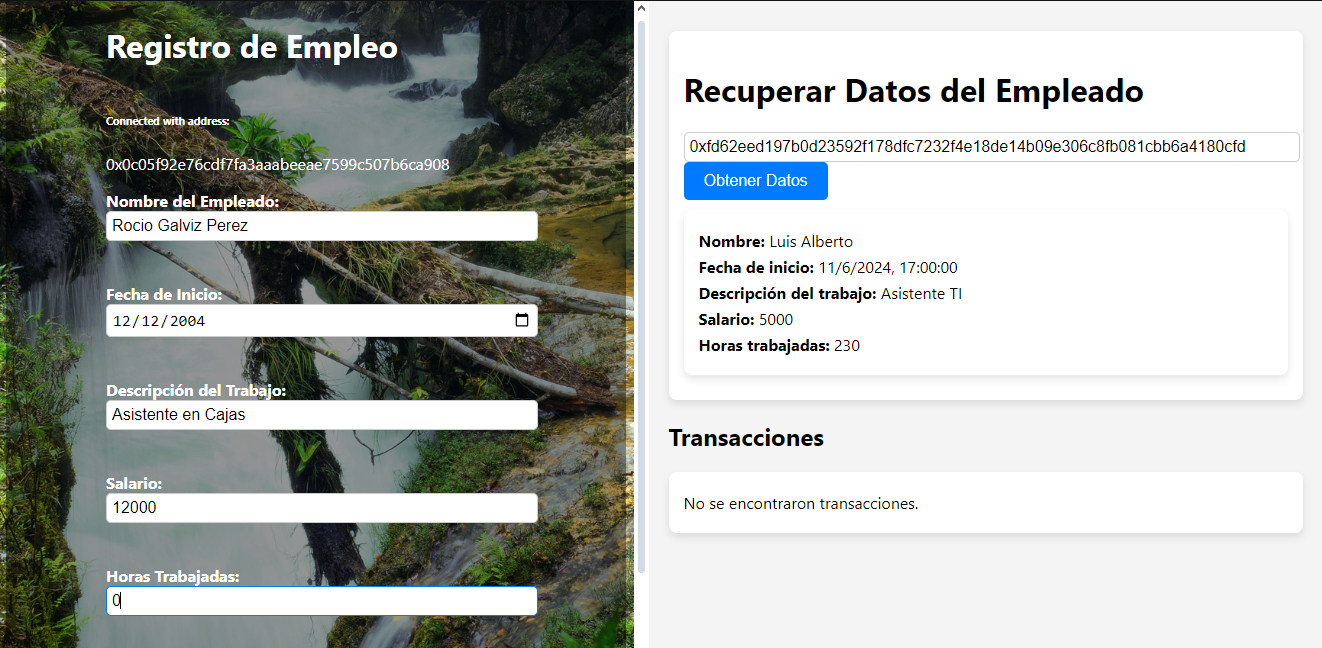 Registro de Empleo
Connected with address:
0x0c05f92e76cdf7fa3aaabeeae7599c507b6ca908
Nombre del Empleado:
Rocio Galviz Perez
Fecha de Inicio:
12/12/2004
Descripción del Trabajo:
Asistente en Cajas
Salario:
12000
Horas Trabajadas:
0
Recuperar Datos del Empleado
0xfd62eed197b0d23592f178dfc7232f4e18de14b09e306c8fb081cbb6a4180cfd
Obtener Datos
Nombre: Luis Alberto
Fecha de inicio: 11/6/2024, 17:00:00
Descripción del trabajo: Asistente TI
Salario: 5000
Horas trabajadas: 230
Transacciones
No se encontraron transacciones.